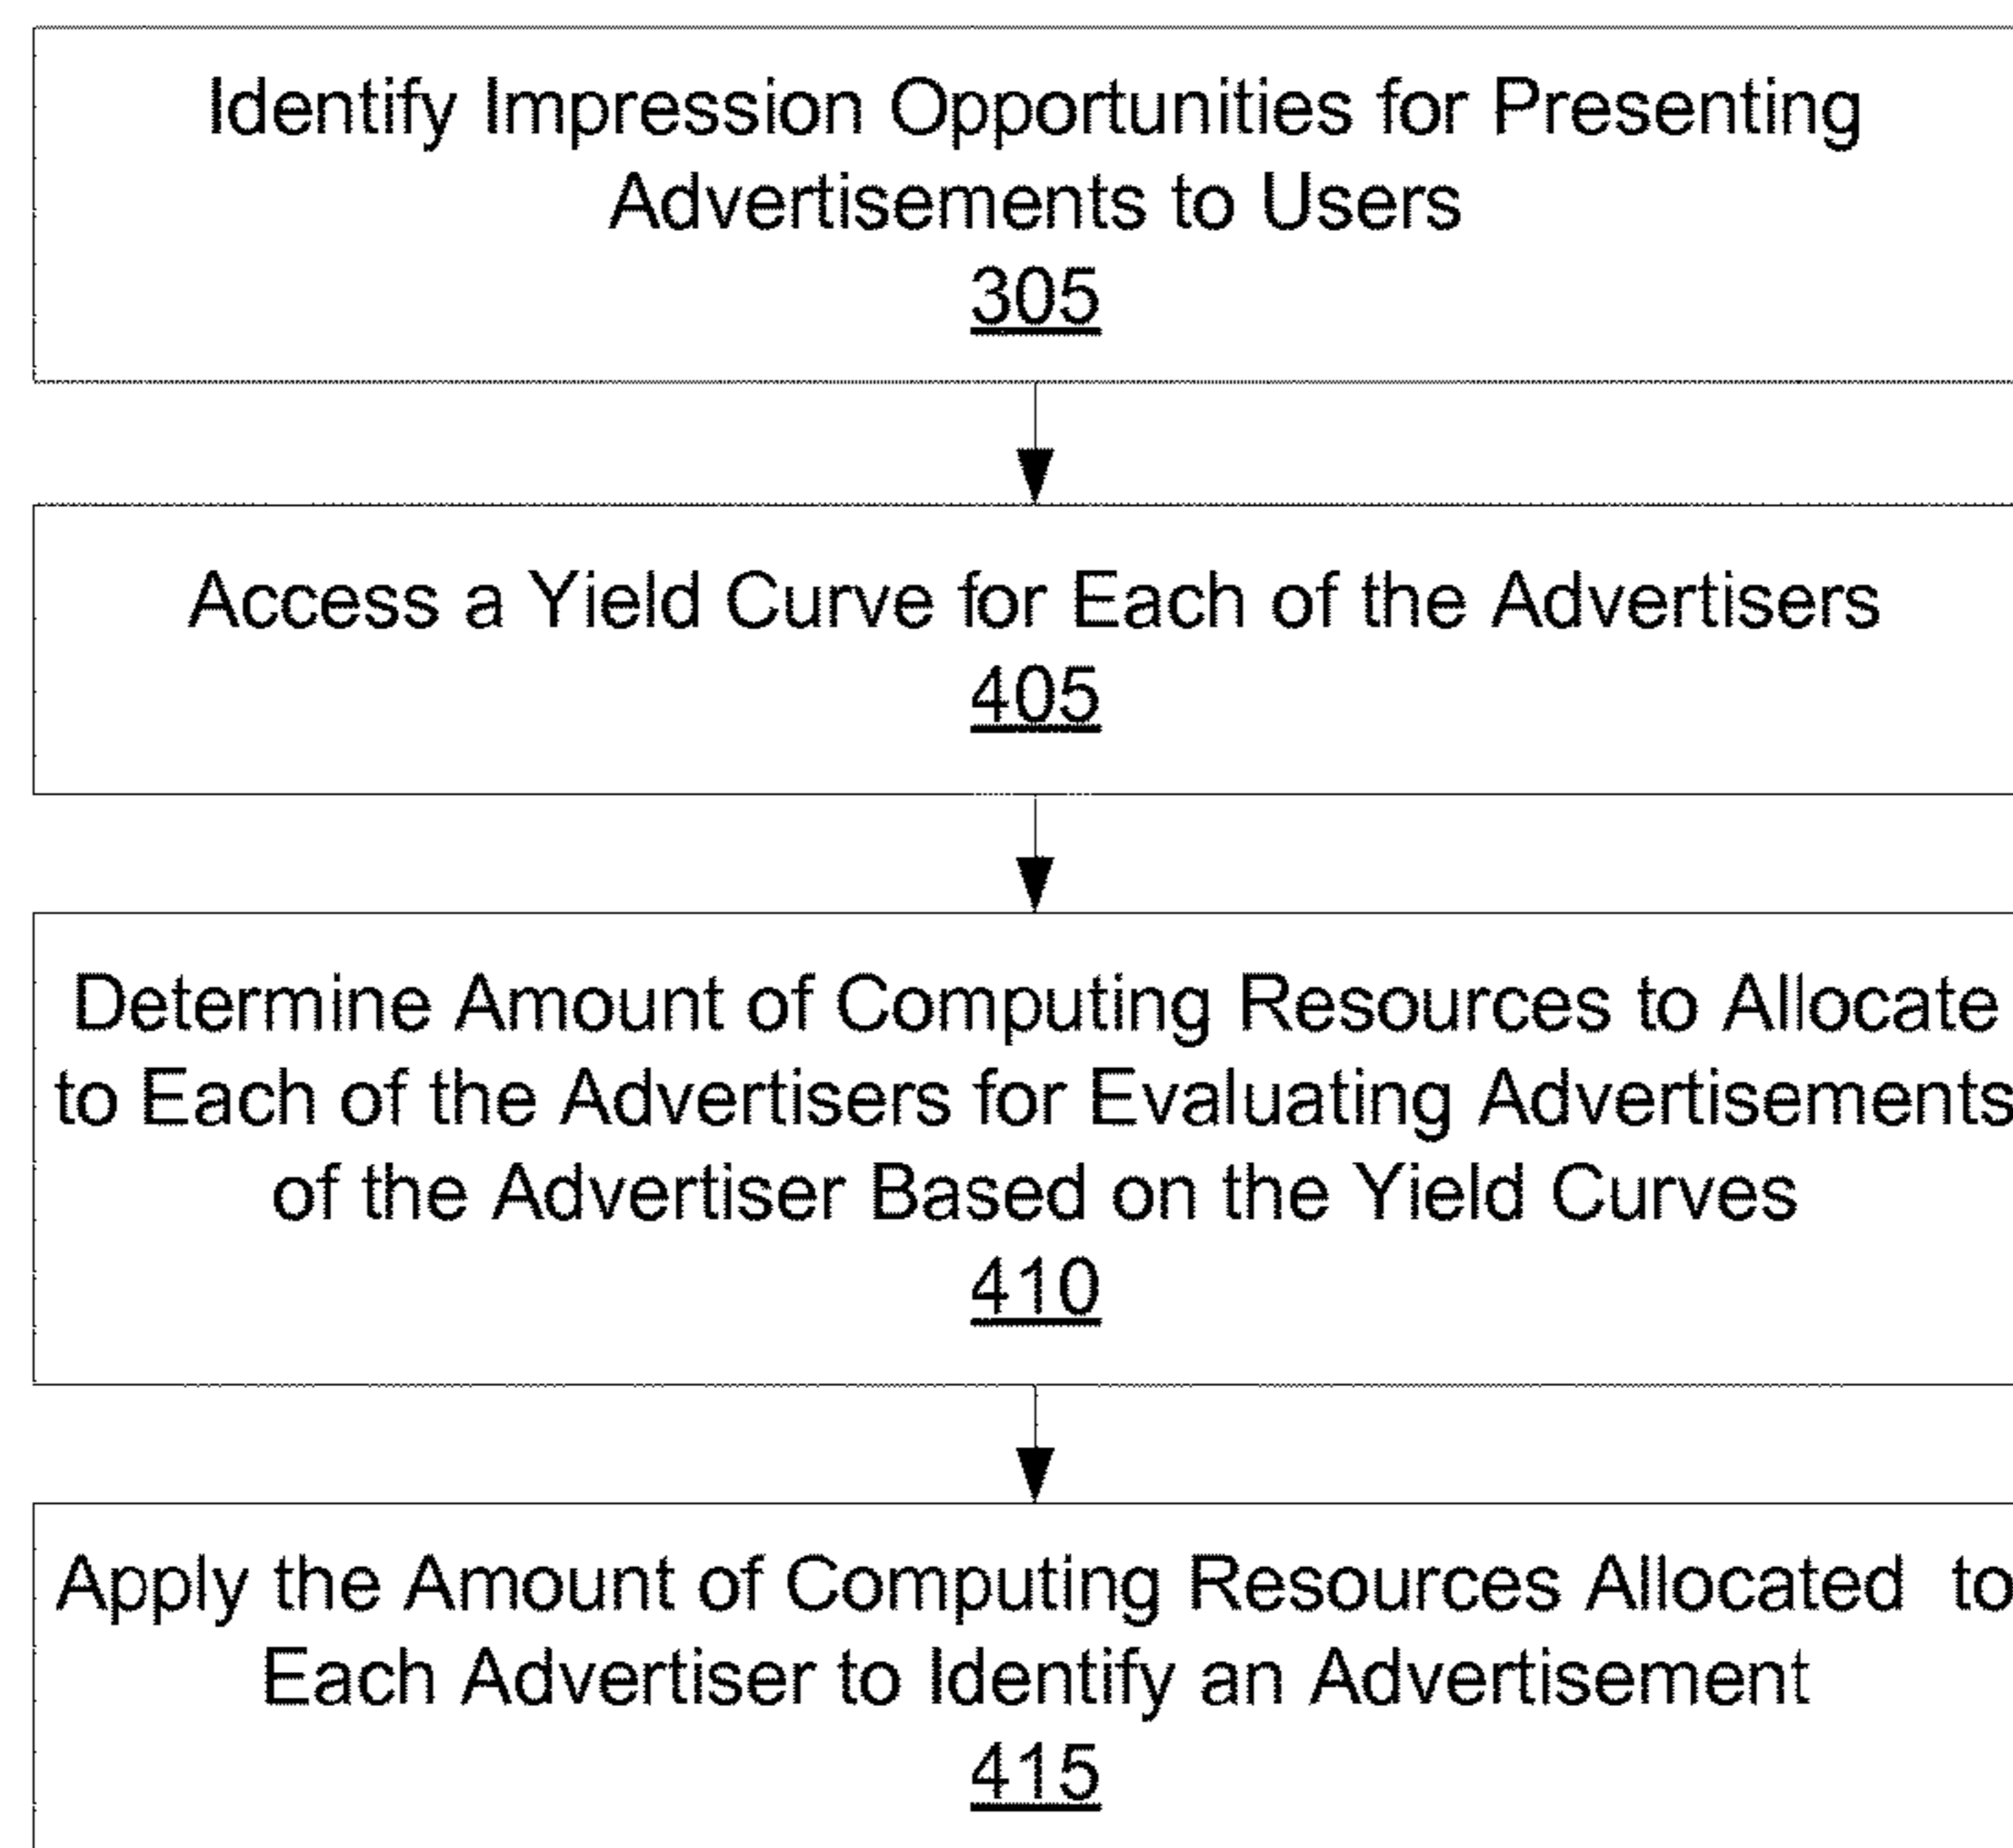 Identify Impression Opportunities for Presenting
Advertisements to Users
305
Access a Yield Curve for Each of the Advertisers
405
Determine Amount of Computing Resources to Allocate
to Each of the Advertisers for Evaluating Advertisements
of the Advertiser Based on the Yield Curves
410
Apply the Amount of Computing Resources Allocated to
Each Advertiser to Identify an Advertisement
415